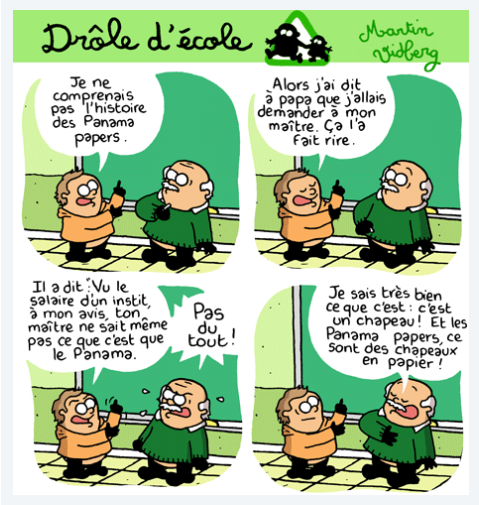 Drôle d'école
Martin
Vidberg
Je ne
comprenais
pas l'histoire
des Panama
papers.
Alors j'ai dit
à papa que j'allais
demander à mon
maître. Ça l'a
fait rire.
Il a dit : "Vu le
salaire d'un instit,
à mon avis, ton
maître ne sait même
pas ce que c'est que
le Panama.
Pas
du
tout !
Je sais très bien
ce que c'est : c'est
un chapeau ! Et les
Panama papers, ce
sont des chapeaux
en papier !